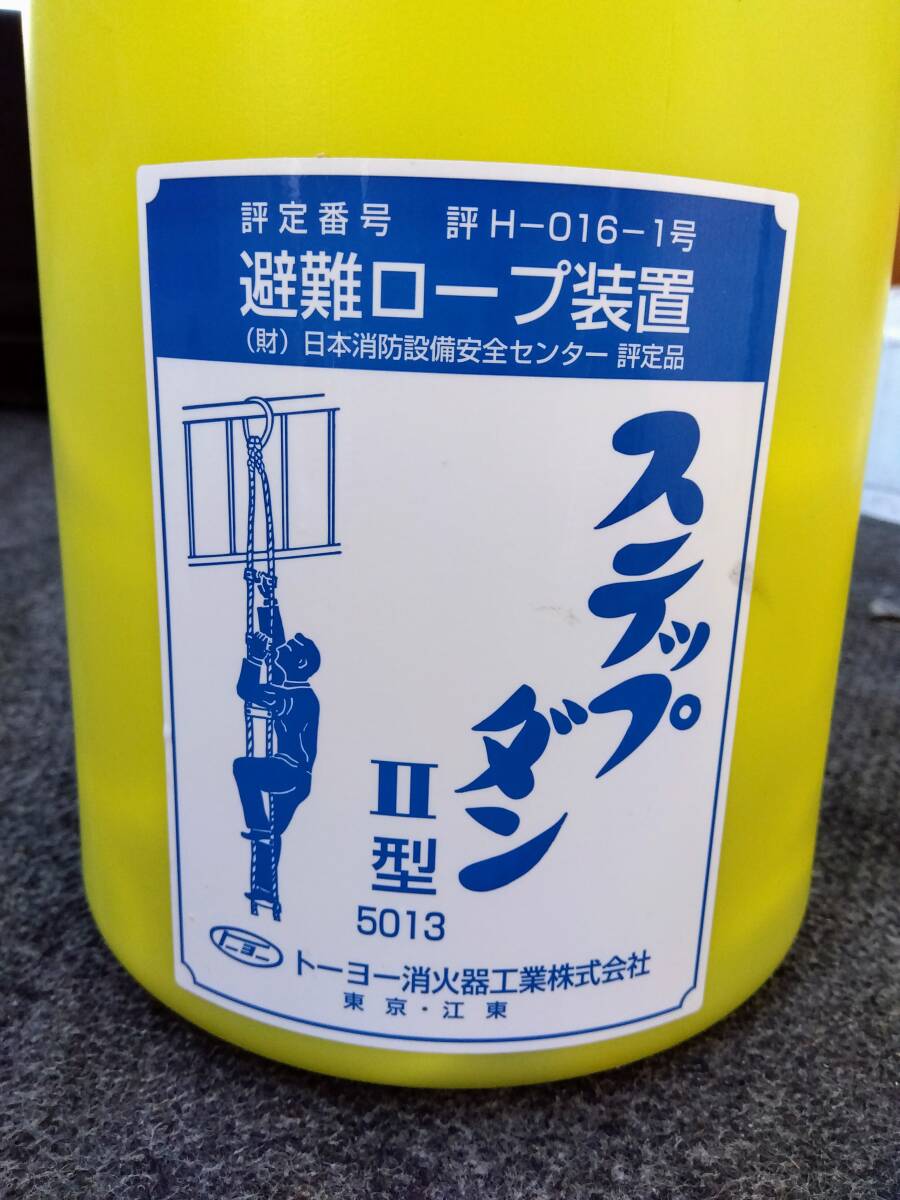 評定番号 評H-016-1号
避難ロープ装置
(財)日本消防設備安全センター 評定品
ステップ
ダン
II型
5013
トーヨー トーヨー消火器工業株式会社
東京・江東